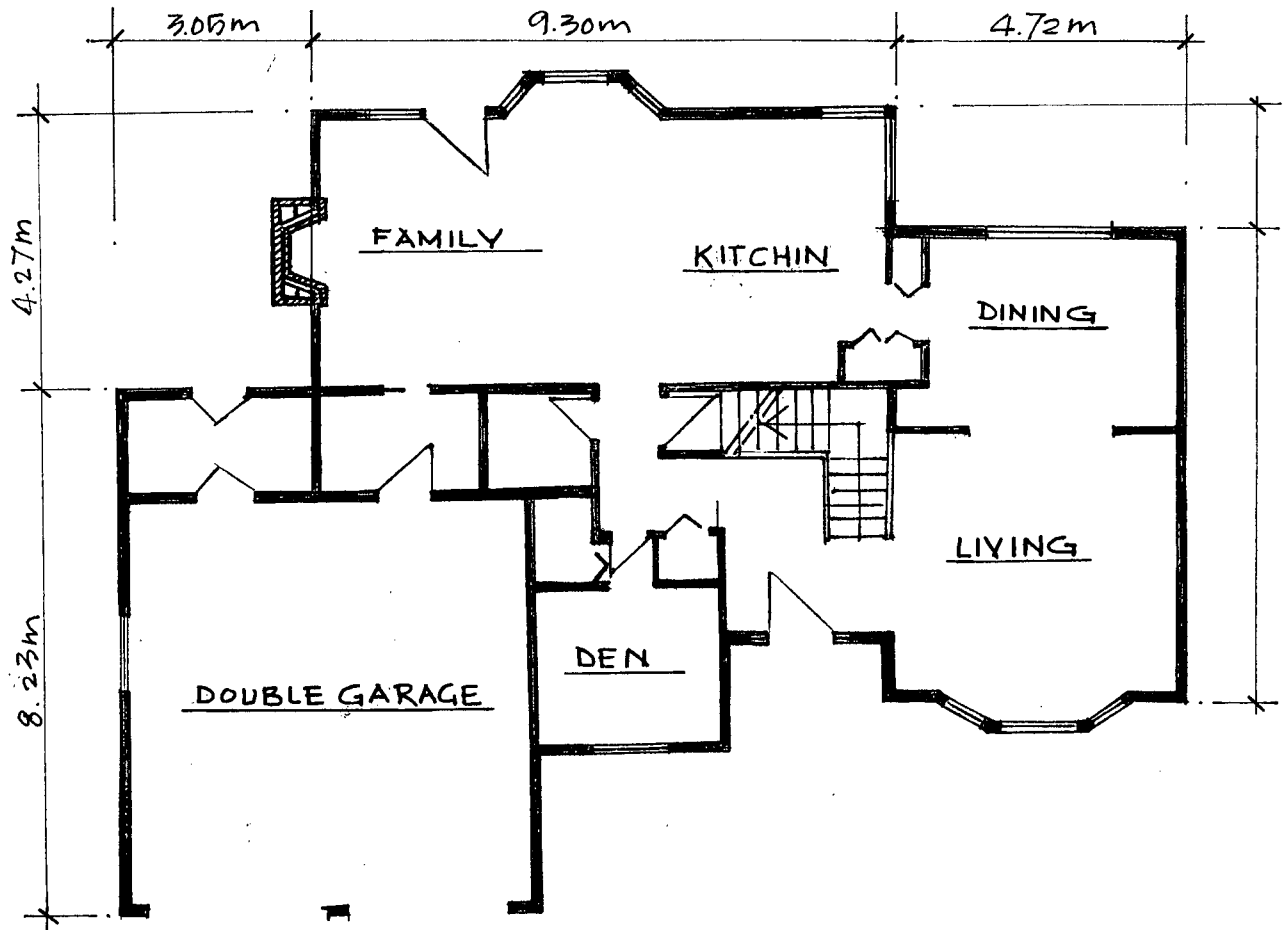 3.05m 9.30m 4.72m
4.27m
FAMILY
KITCHIN
DINING
LIVING
DEN
DOUBLE GARAGE
8.23m